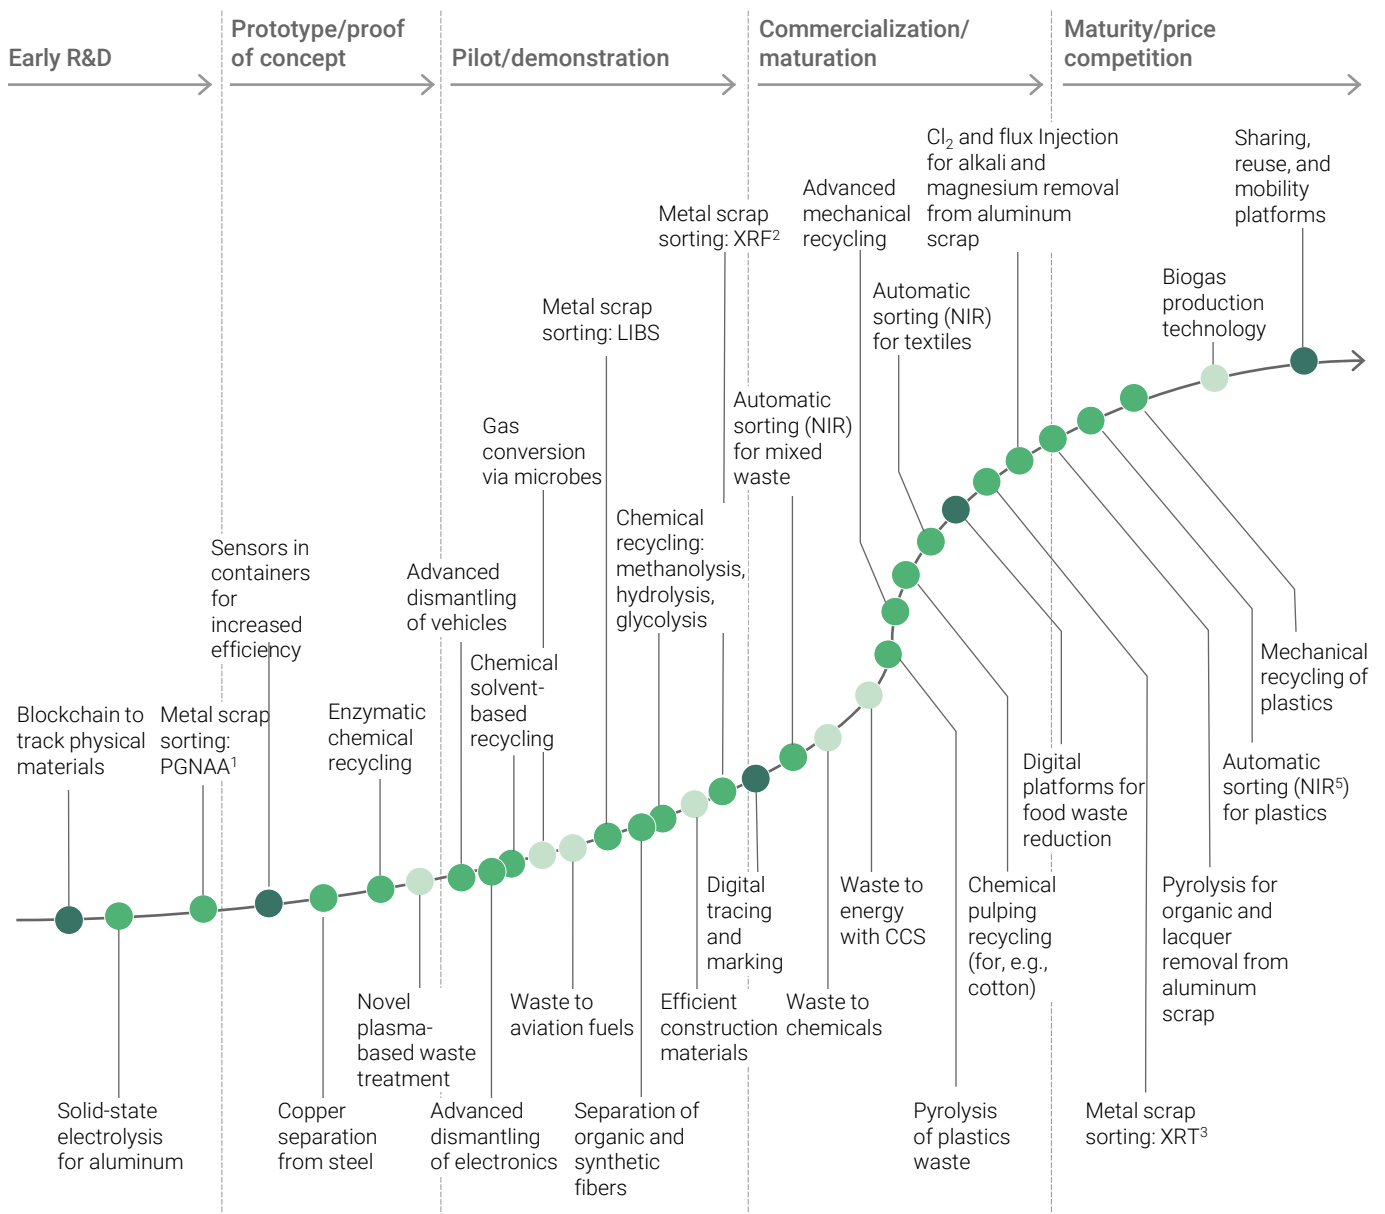 Early R&D
Prototype/proof
of concept
Pilot/demonstration
Commercialization/
maturation
Maturity/price
competition
Cl₂ and flux Injection
for alkali and
magnesium removal
from aluminum
scrap
Sharing,
reuse, and
mobility
platforms
Advanced
mechanical
recycling
Metal scrap
sorting: XRF²
Biogas
production
technology
Automatic
sorting (NIR)
for textiles
Metal scrap
sorting: LIBS
Automatic
sorting (NIR)
for mixed
waste
Gas
conversion
via microbes
Chemical
recycling:
methanolysis,
hydrolysis,
glycolysis
Sensors in
containers
for
increased
efficiency
Advanced
dismantling
of vehicles
Chemical
solvent-
based
recycling
Blockchain to
track physical
materials
Metal scrap
sorting:
PGNAA¹
Enzymatic
chemical
recycling
Mechanical
recycling of
plastics
Digital
platforms for
food waste
reduction
Automatic
sorting (NIR⁵)
for plastics
Digital
tracing
and
marking
Waste to
energy
with CCS
Chemical
pulping
recycling
(for, e.g.,
cotton)
Pyrolysis for
organic and
lacquer
removal from
aluminum
scrap
Novel
plasma-
based waste
treatment
Waste to
aviation fuels
Efficient
construction
materials
Waste to
chemicals
Solid-state
electrolysis
for aluminum
Copper
separation
from steel
Advanced
dismantling
of electronics
Separation of
organic and
synthetic
fibers
Pyrolysis
of plastics
waste
Metal scrap
sorting: XRT³